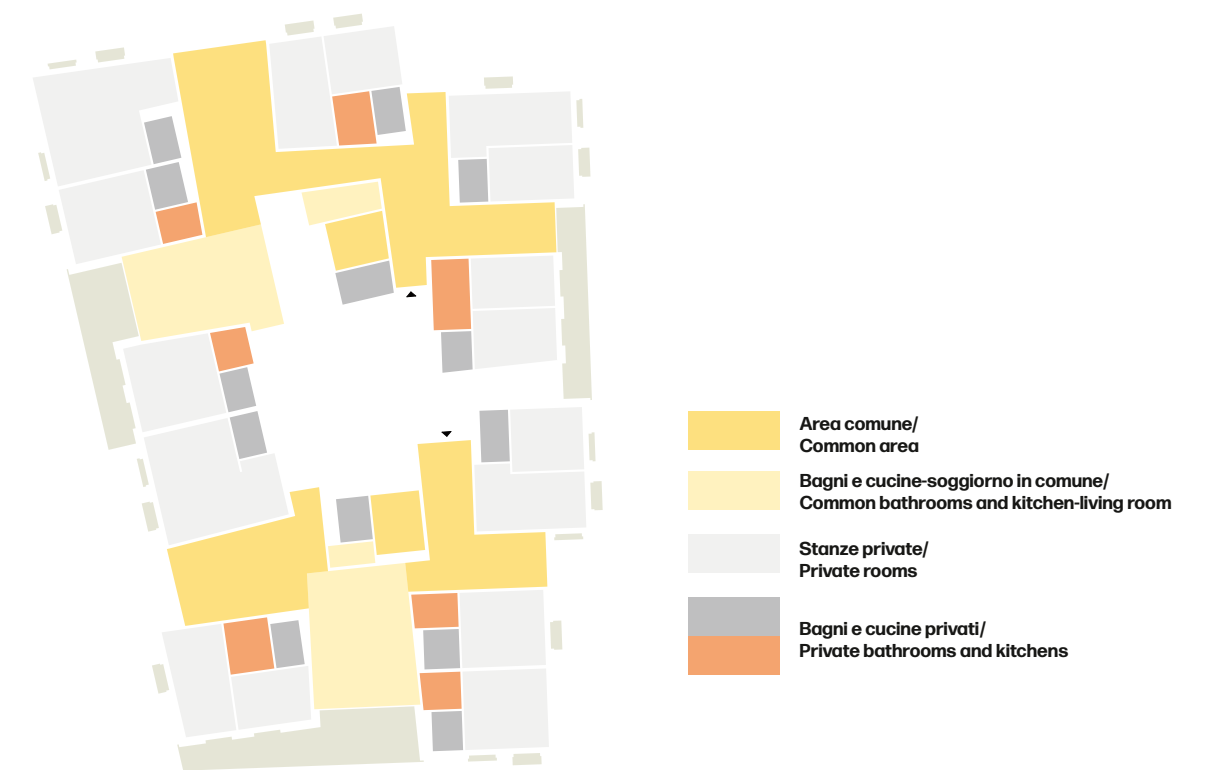 Area comune/
Common area
Bagni e cucine-soggiorno in comune/
Common bathrooms and kitchen-living room
Stanze private/
Private rooms
Bagni e cucine privati/
Private bathrooms and kitchens